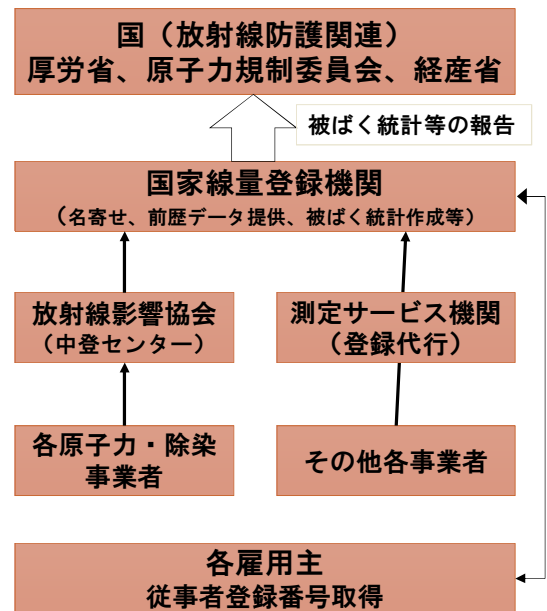 国（放射線防護関連）
厚労省、原子力規制委員会、経産省
被ばく統計等の報告
国家線量登録機関
（名寄せ、前歴データ提供、被ばく統計作成等）
放射線影響協会
（中登センター）
測定サービス機関
（登録代行）
各原子力・除染
事業者
その他各事業者
各雇用主
従事者登録番号取得